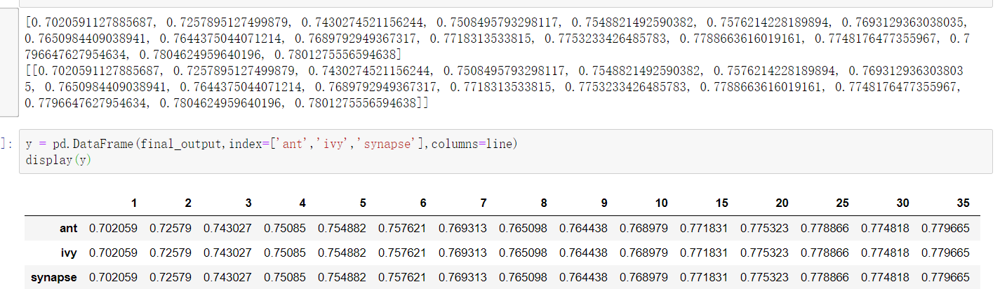 [0.7020591127885687, 0.7257895127499879, 0.7430274521156244, 0.7508495793298117, 0.7548821492590382, 0.7576214228189894, 0.7693129363038035,
0.7650984409038941, 0.7644375044071214, 0.7689792949367317, 0.7718313533815, 0.7753233426485783, 0.7788663616019161, 0.7748176477355967, 0.7
796647627954634, 0.7804624959640196, 0.7801275556594638]
[[0.7020591127885687, 0.7257895127499879, 0.7430274521156244, 0.7508495793298117, 0.7548821492590382, 0.7576214228189894, 0.769312936303803
5, 0.7650984409038941, 0.7644375044071214, 0.7689792949367317, 0.7718313533815, 0.7753233426485783, 0.7788663616019161, 0.7748176477355967,
0.7796647627954634, 0.7804624959640196, 0.7801275556594638]]
]: y = pd.DataFrame(final_output,index=['ant','ivy','synapse'],columns=line)
display(y)
1 2 3 4 5 6 7 8 9 10 15 20 25 30 35
ant 0.702059 0.72579 0.743027 0.75085 0.754882 0.757621 0.769313 0.765098 0.764438 0.768979 0.771831 0.775323 0.778866 0.774818 0.779665
ivy 0.702059 0.72579 0.743027 0.75085 0.754882 0.757621 0.769313 0.765098 0.764438 0.768979 0.771831 0.775323 0.778866 0.774818 0.779665
synapse 0.702059 0.72579 0.743027 0.75085 0.754882 0.757621 0.769313 0.765098 0.764438 0.768979 0.771831 0.775323 0.778866 0.774818 0.779665